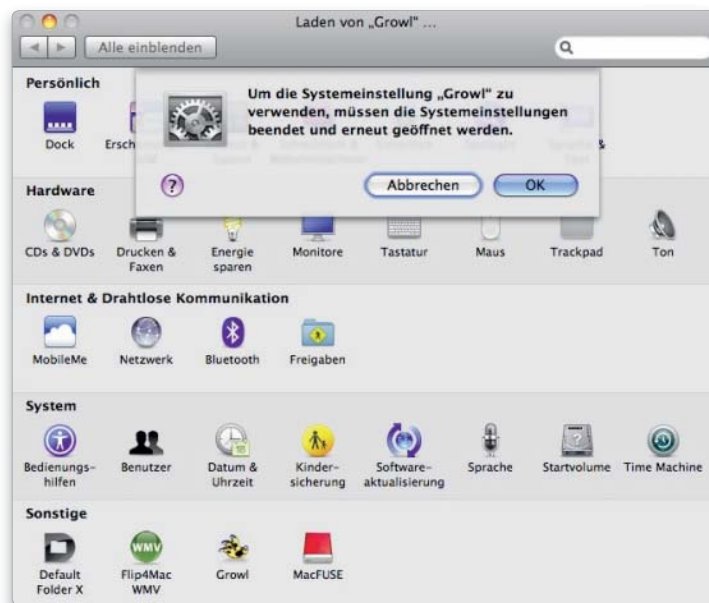 Laden von „Growl“ ...
Alle einblenden
Um die Systemeinstellung „Growl“ zu
verwenden, müssen die Systemeinstellungen
beendet und erneut geöffnet werden.
?
Abbrechen
OK
Persönlich
Dock
Ersch
&
Hardware
CDs & DVDs
Drucken &
Faxen
Energie
sparen
Monitore
Tastatur
Maus
Trackpad
Ton
Internet & Drahtlose Kommunikation
MobileMe
Netzwerk
Bluetooth
Freigaben
System
Bedienungs-
hilfen
Benutzer
Datum &
Uhrzeit
Kinder-
sicherung
Software-
aktualisierung
Sprache
Startvolume
Time Machine
Sonstige
Default
Folder X
WMV
Flip4Mac
WMV
Growl
MacFUSE